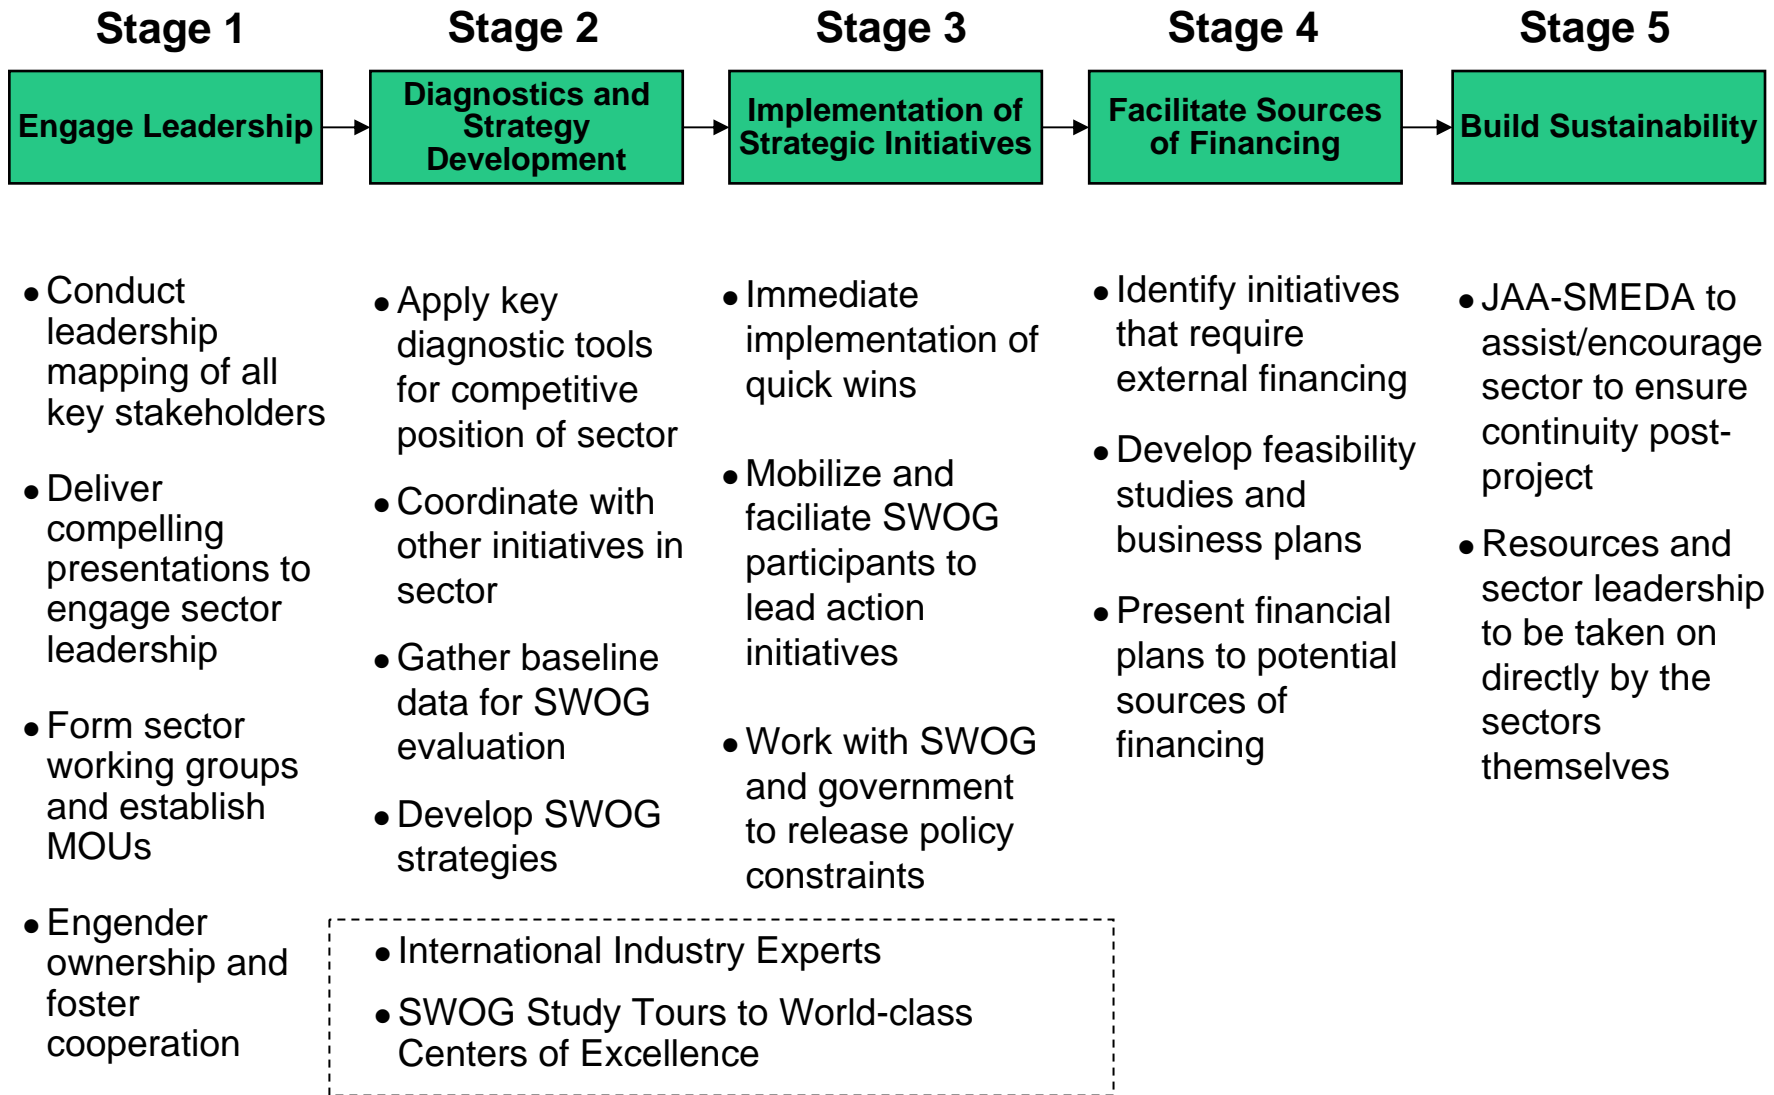 Stage 1
Stage 2
Stage 3
Stage 4
Stage 5
Engage Leadership
Diagnostics and
Strategy
Development
Implementation of
Strategic Initiatives
Facilitate Sources
of Financing
Build Sustainability
● Conduct
leadership
mapping of all
key stakeholders
● Deliver
compelling
presentations to
engage sector
leadership
● Form sector
working groups
and establish
MOUs
● Engender
ownership and
foster
cooperation
● Apply key
diagnostic tools
for competitive
position of sector
● Coordinate with
other initiatives in
sector
● Gather baseline
data for SWOG
evaluation
● Develop SWOG
strategies
● Immediate
implementation of
quick wins
● Mobilize and
faciliate SWOG
participants to
lead action
initiatives
● Work with SWOG
and government
to release policy
constraints
● International Industry Experts
● SWOG Study Tours to World-class
Centers of Excellence
● Identify initiatives
that require
external financing
● Develop feasibility
studies and
business plans
● Present financial
plans to potential
sources of
financing
● JAA-SMEDA to
assist/encourage
sector to ensure
continuity post-
project
● Resources and
sector leadership
to be taken on
directly by the
sectors
themselves